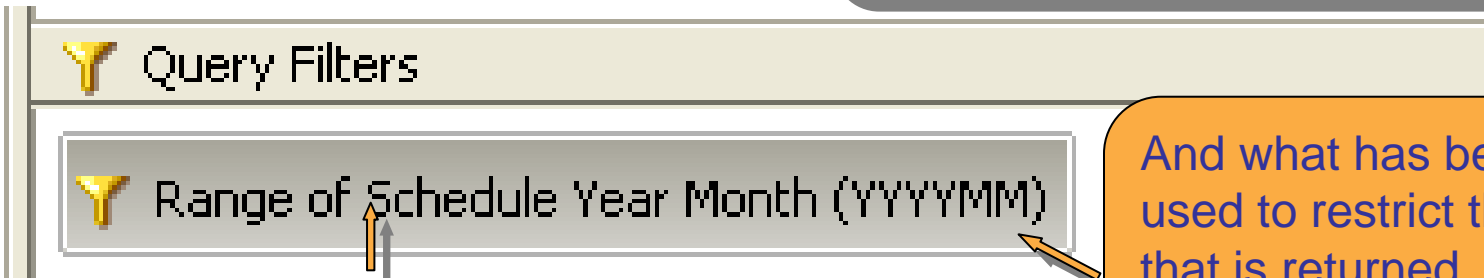 Query Filters
Range of Schedule Year Month (YYYYMM)
And what has be
used to restrict t
that is returned